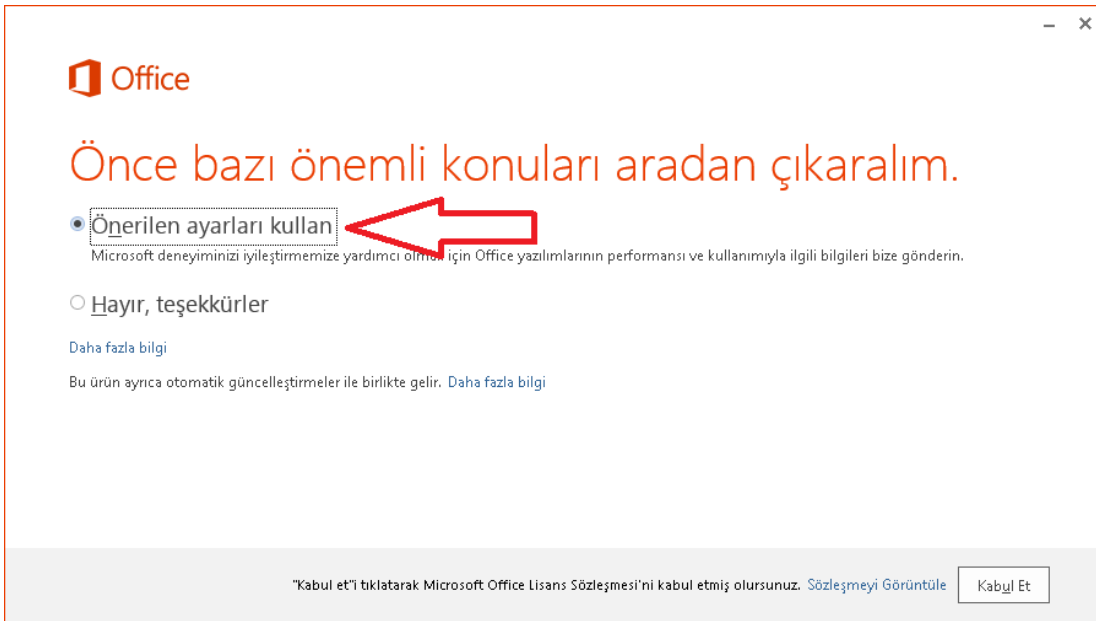 Office
Önce bazı önemli konuları aradan çıkaralım.
Önerilen ayarları kullan
Microsoft deneyiminizi iyileştirmemize yardımcı olmak için Office yazılımlarının performansı ve kullanımıyla ilgili bilgileri bize gönderin.
Hayır, teşekkürler
Daha fazla bilgi
Bu ürün ayrıca otomatik güncelleştirmeler ile birlikte gelir. Daha fazla bilgi
"Kabul et"i tıklatarak Microsoft Office Lisans Sözleşmesi'ni kabul etmiş olursunuz. Sözleşmeyi Görüntüle Kabul Et